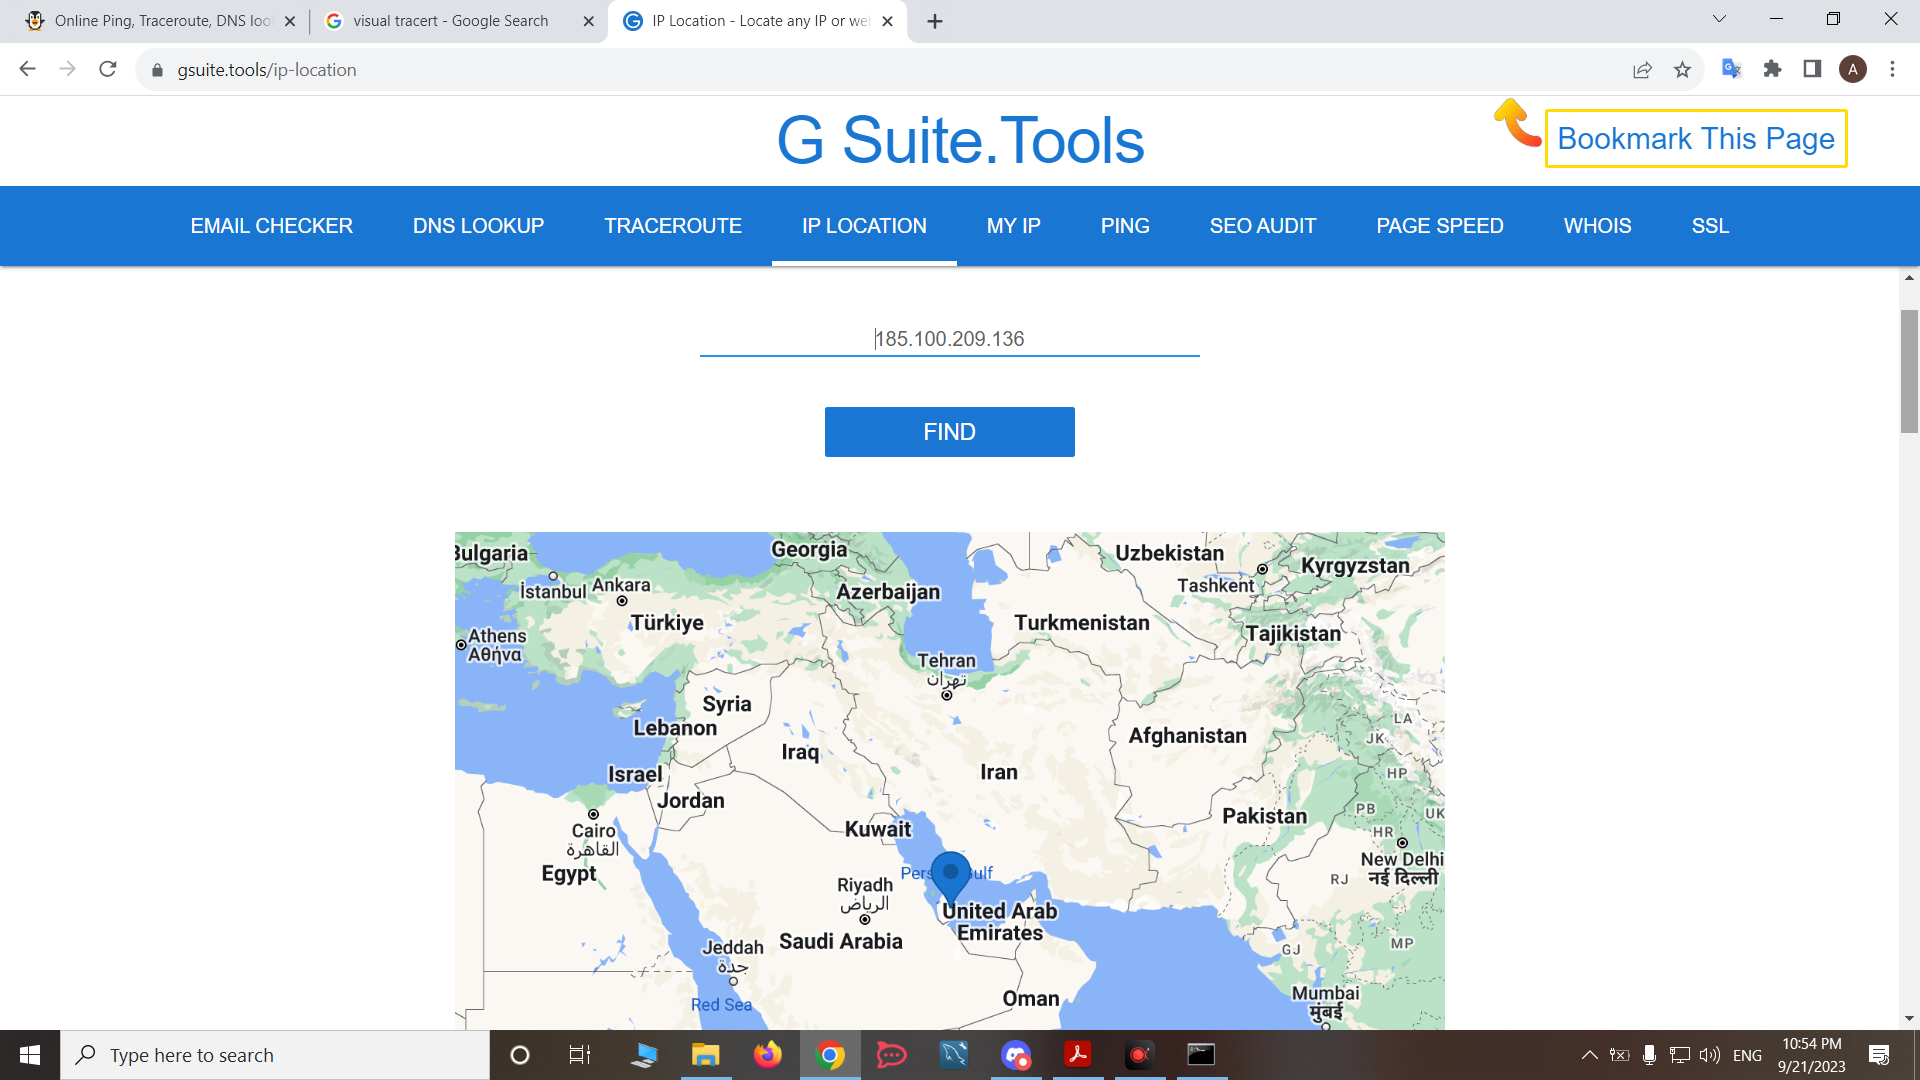 Online Ping, Traceroute, DNS loo
visual tracert - Google Search
IP Location - Locate any IP or we
gsuite.tools/ip-location
A
G Suite.Tools
Bookmark This Page
EMAIL CHECKER DNS LOOKUP TRACEROUTE IP LOCATION MY IP PING SEO AUDIT PAGE SPEED WHOIS SSL
185.100.209.136
FIND
Bulgaria
Georgia
Uzbekistan
Kyrgyzstan
İstanbul
Ankara
Azerbaijan
Tashkent
Türkiye
Turkmenistan
Tajikistan
Athens
Αθήνα
Tehran
تهران
Syria
LA
Lebanon
Afghanistan
JK
Iraq
Israel
Iran
HP
Jordan
PB
UK
Pakistan
Cairo
القاهرة
Kuwait
HR
New Delhi
नई दिल्ली
Egypt
Pers Gulf
RJ
Riyadh
الرياض
United Arab
Emirates
Saudi Arabia
Jeddah
جدة
GJ
MP
Oman
Mumbai
मुंबई
Red Sea
Type here to search
ENG
10:54 PM
9/21/2023